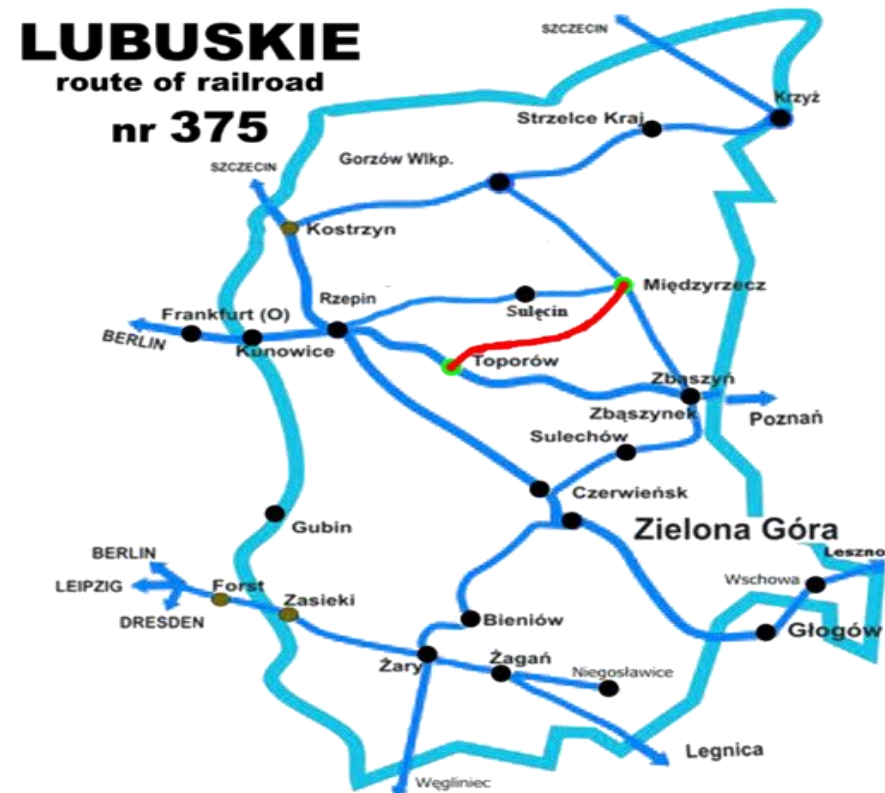 LUBUSKIE
route of railroad
nr 375
SZCZECIN
Krzyż
Strzelce Kraj
Gorzów Wlkp.
SZCZECIN
Kostrzyn
Międzyrzecz
Rzepin
Sulęcin
Frankfurt (O)
BERLIN
Kunowice
Toporów
Zbąszyń
Zbąszynek
Poznań
Sulechów
Czerwieńsk
Gubin
Zielona Góra
BERLIN
Leszno
LEIPZIG
Forst
Wschowa
DRESDEN
Zasieki
Bieniów
Głogów
Żary
Żagań
Niegosławice
Legnica
Węgliniec